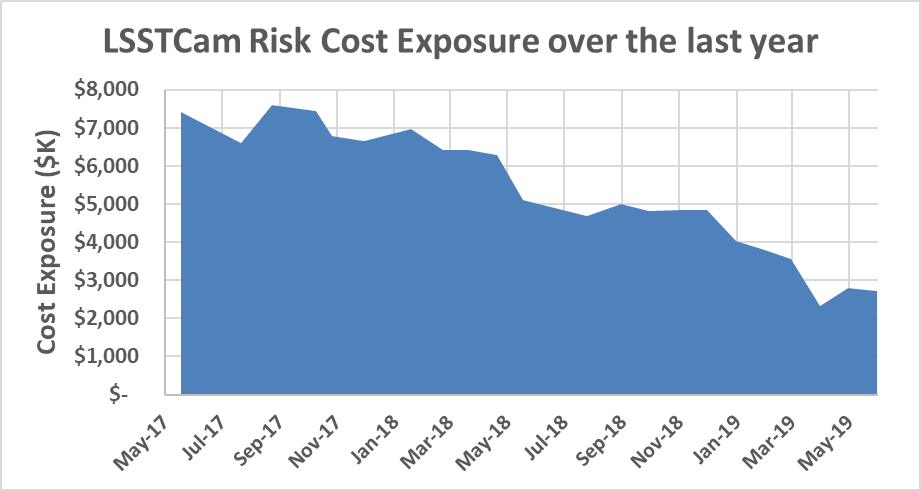 LSSTCam Risk Cost Exposure over the last year
Cost Exposure ($K)
$8,000
$7,000
$6,000
$5,000
$4,000
$3,000
$2,000
$1,000
$-
May-17
Jul-17
Sep-17
Nov-17
Jan-18
Mar-18
May-18
Jul-18
Sep-18
Nov-18
Jan-19
Mar-19
May-19